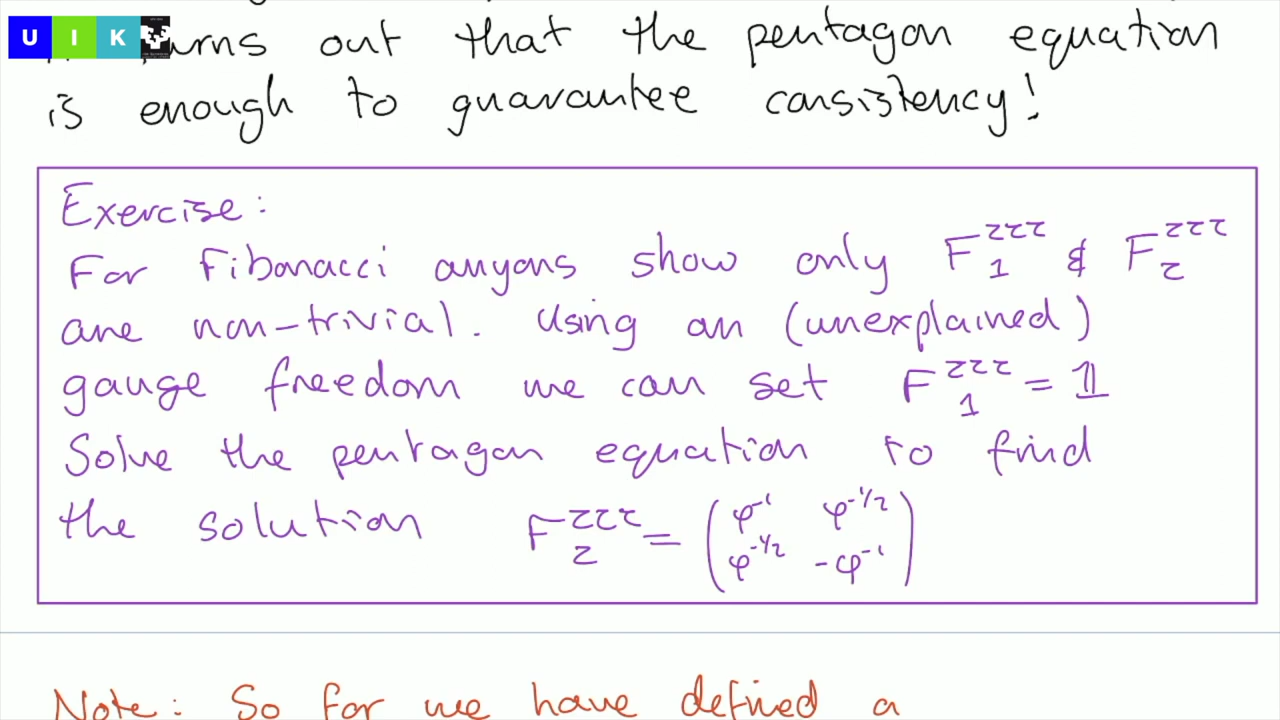 UIK
turns out that the pentagon equation
is enough to guarantee consistency!
Exercise:
For Fibonacci anyons show only F₁^τττ & F_τ^τττ
are non-trivial. Using an (unexplained)
gauge freedom we can set F₁^τττ = 𝟙
Solve the pentagon equation to find
the solution F_τ^τττ = (φ⁻¹ φ^-1/2
φ^-1/2 -φ⁻¹)
Note: So far we have defined a